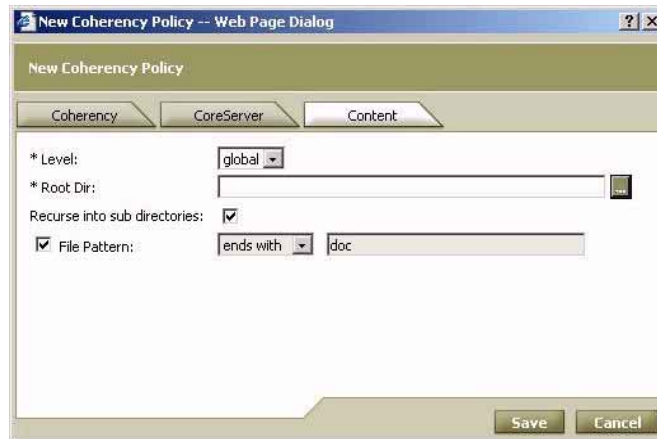 New Coherency Policy -- Web Page Dialog
New Coherency Policy
Coherency CoreServer Content
* Level: global
* Root Dir: ...
Recurse into sub directories:
File Pattern: ends with doc
Save Cancel